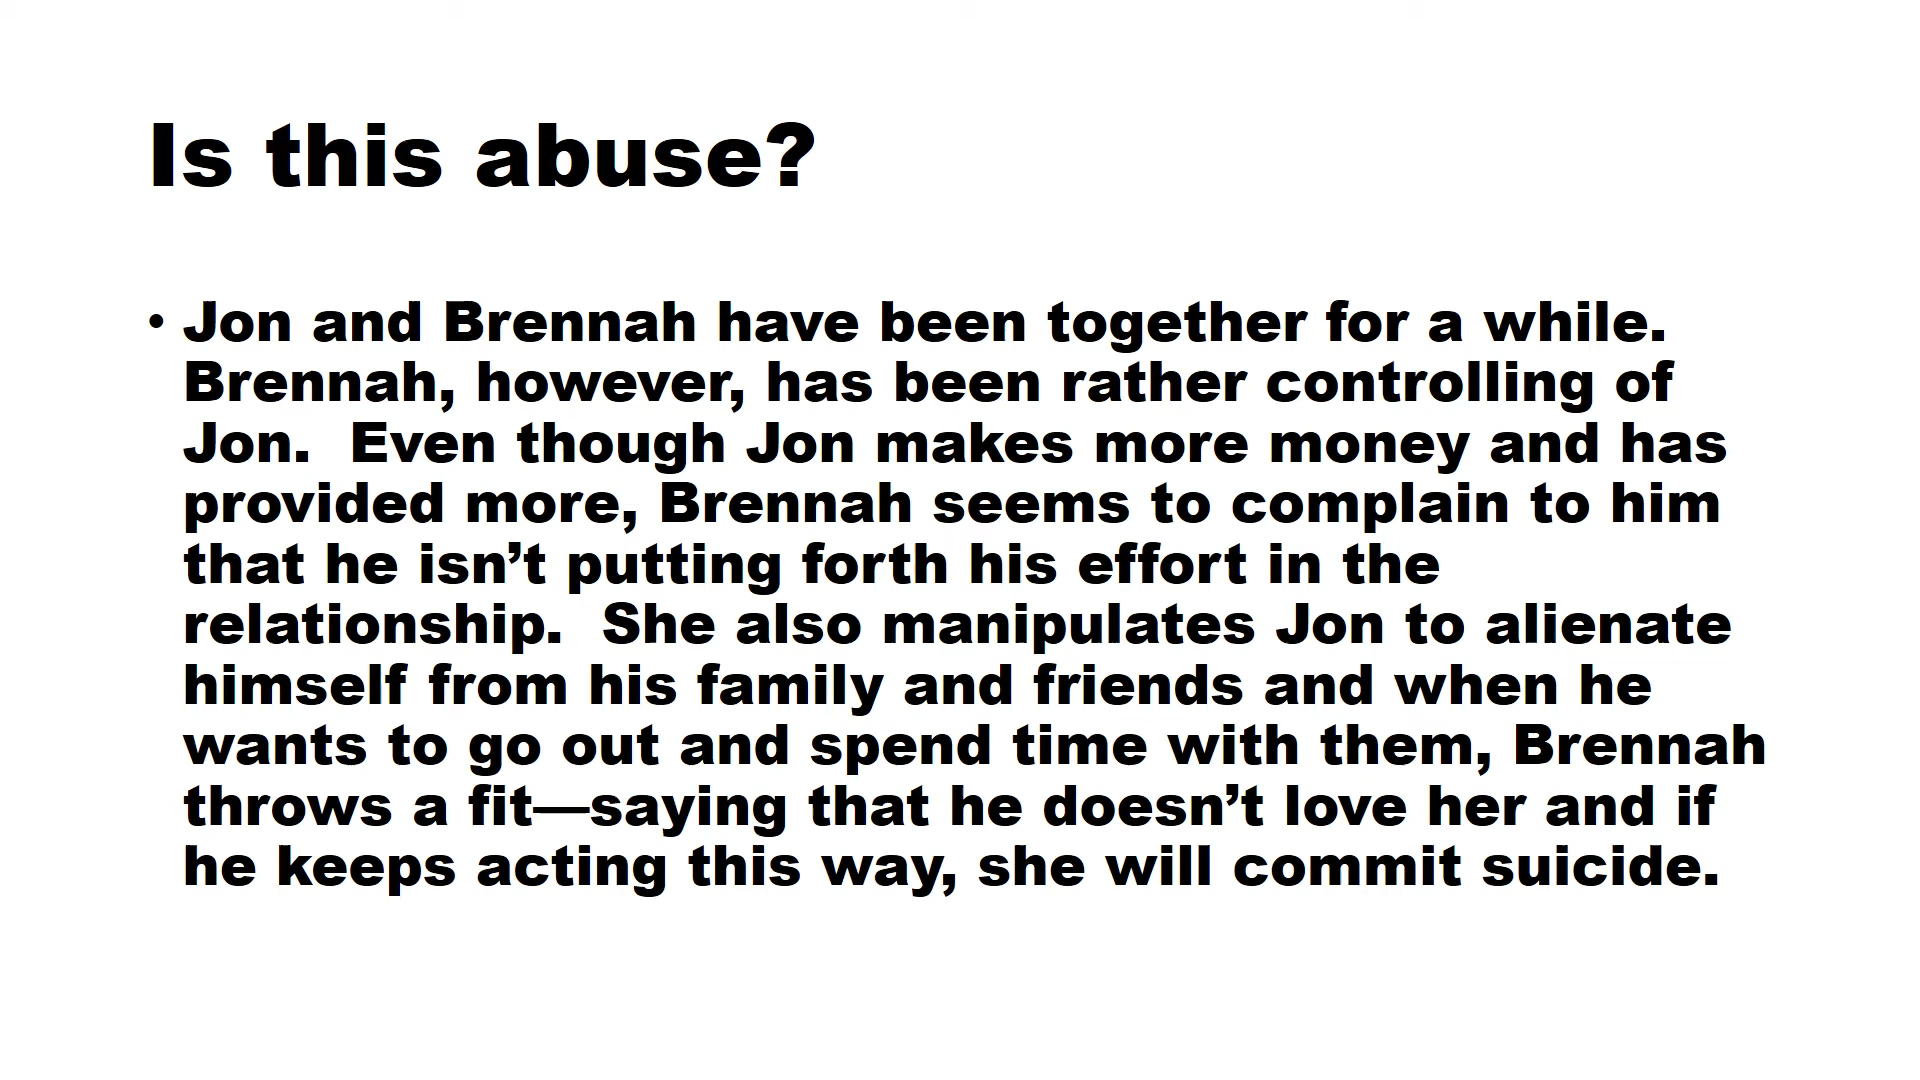 Is this abuse?
• Jon and Brennah have been together for a while.
Brennah, however, has been rather controlling of
Jon.  Even though Jon makes more money and has
provided more, Brennah seems to complain to him
that he isn’t putting forth his effort in the
relationship.  She also manipulates Jon to alienate
himself from his family and friends and when he
wants to go out and spend time with them, Brennah
throws a fit—saying that he doesn’t love her and if
he keeps acting this way, she will commit suicide.